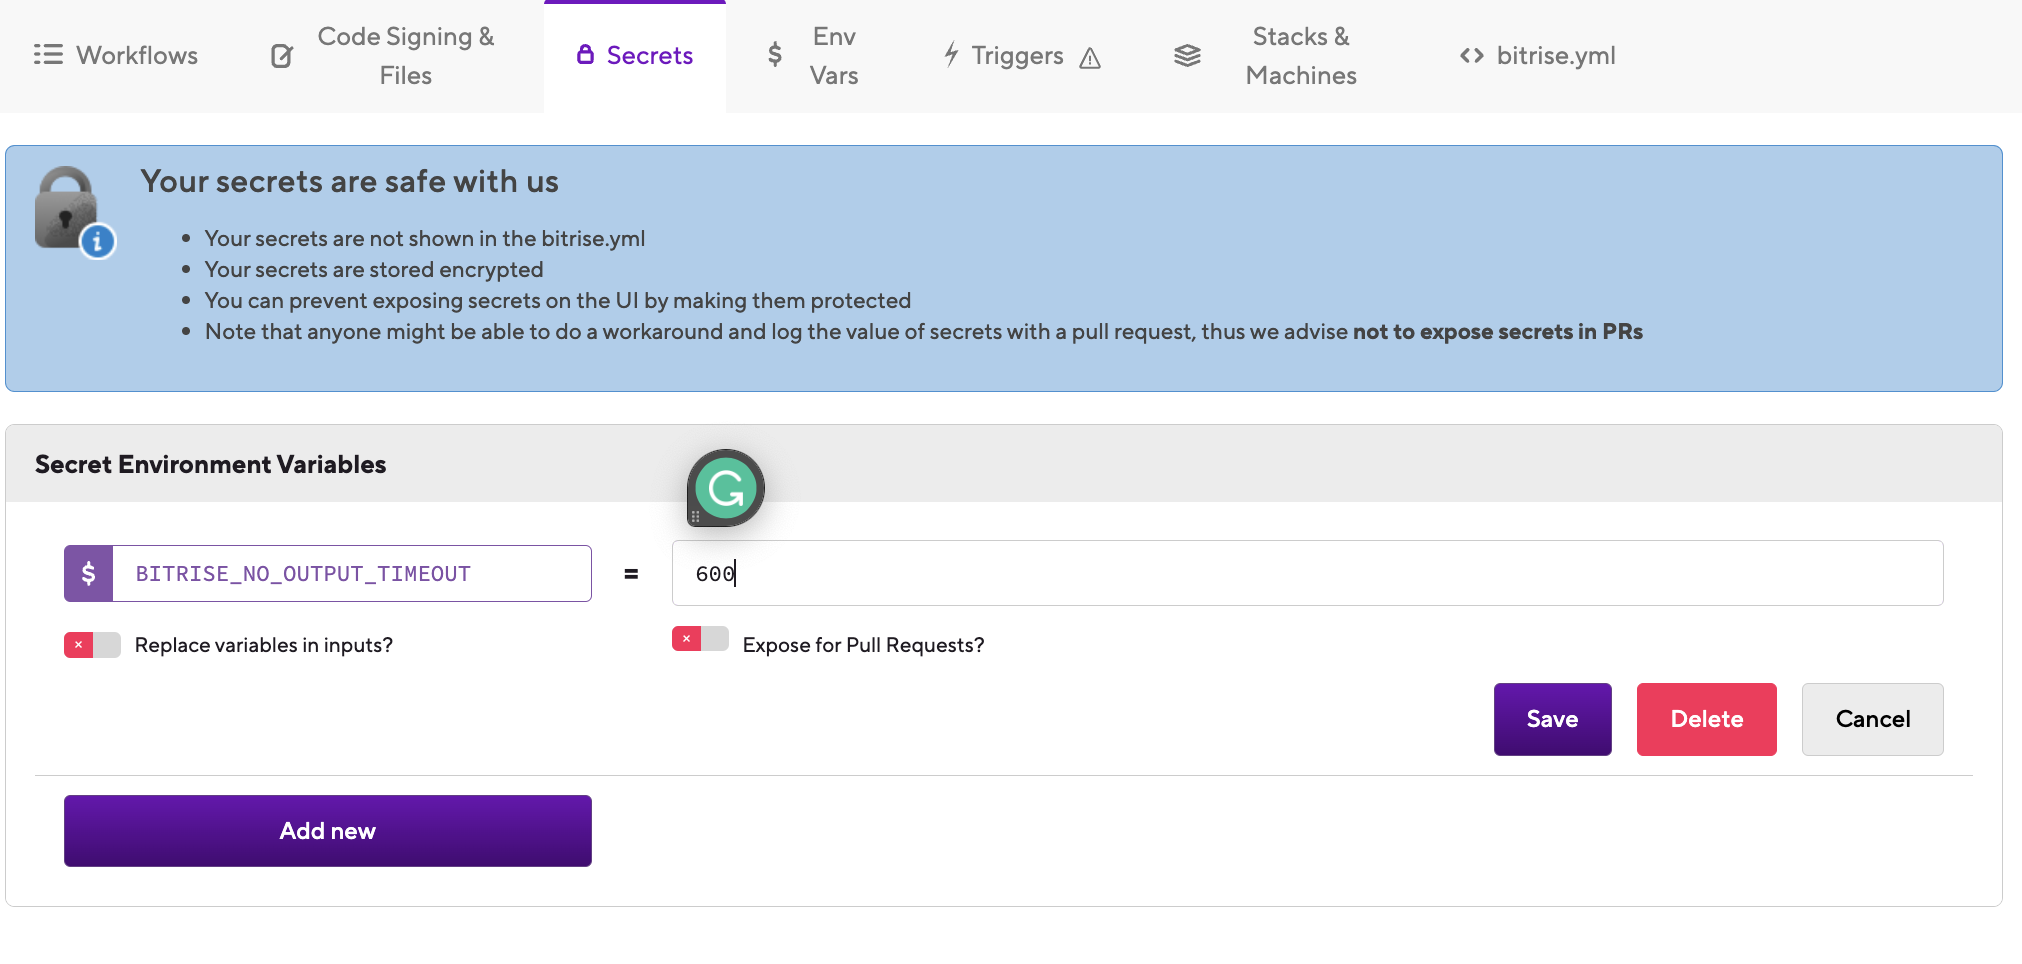 Workflows
Code Signing &
Files
Secrets
$
Env
Vars
Triggers
Stacks &
Machines
<> bitrise.yml
Your secrets are safe with us
• Your secrets are not shown in the bitrise.yml
• Your secrets are stored encrypted
• You can prevent exposing secrets on the UI by making them protected
• Note that anyone might be able to do a workaround and log the value of secrets with a pull request, thus we advise not to expose secrets in PRs
Secret Environment Variables
$ BITRISE_NO_OUTPUT_TIMEOUT = 600
Replace variables in inputs?
Expose for Pull Requests?
Save
Delete
Cancel
Add new